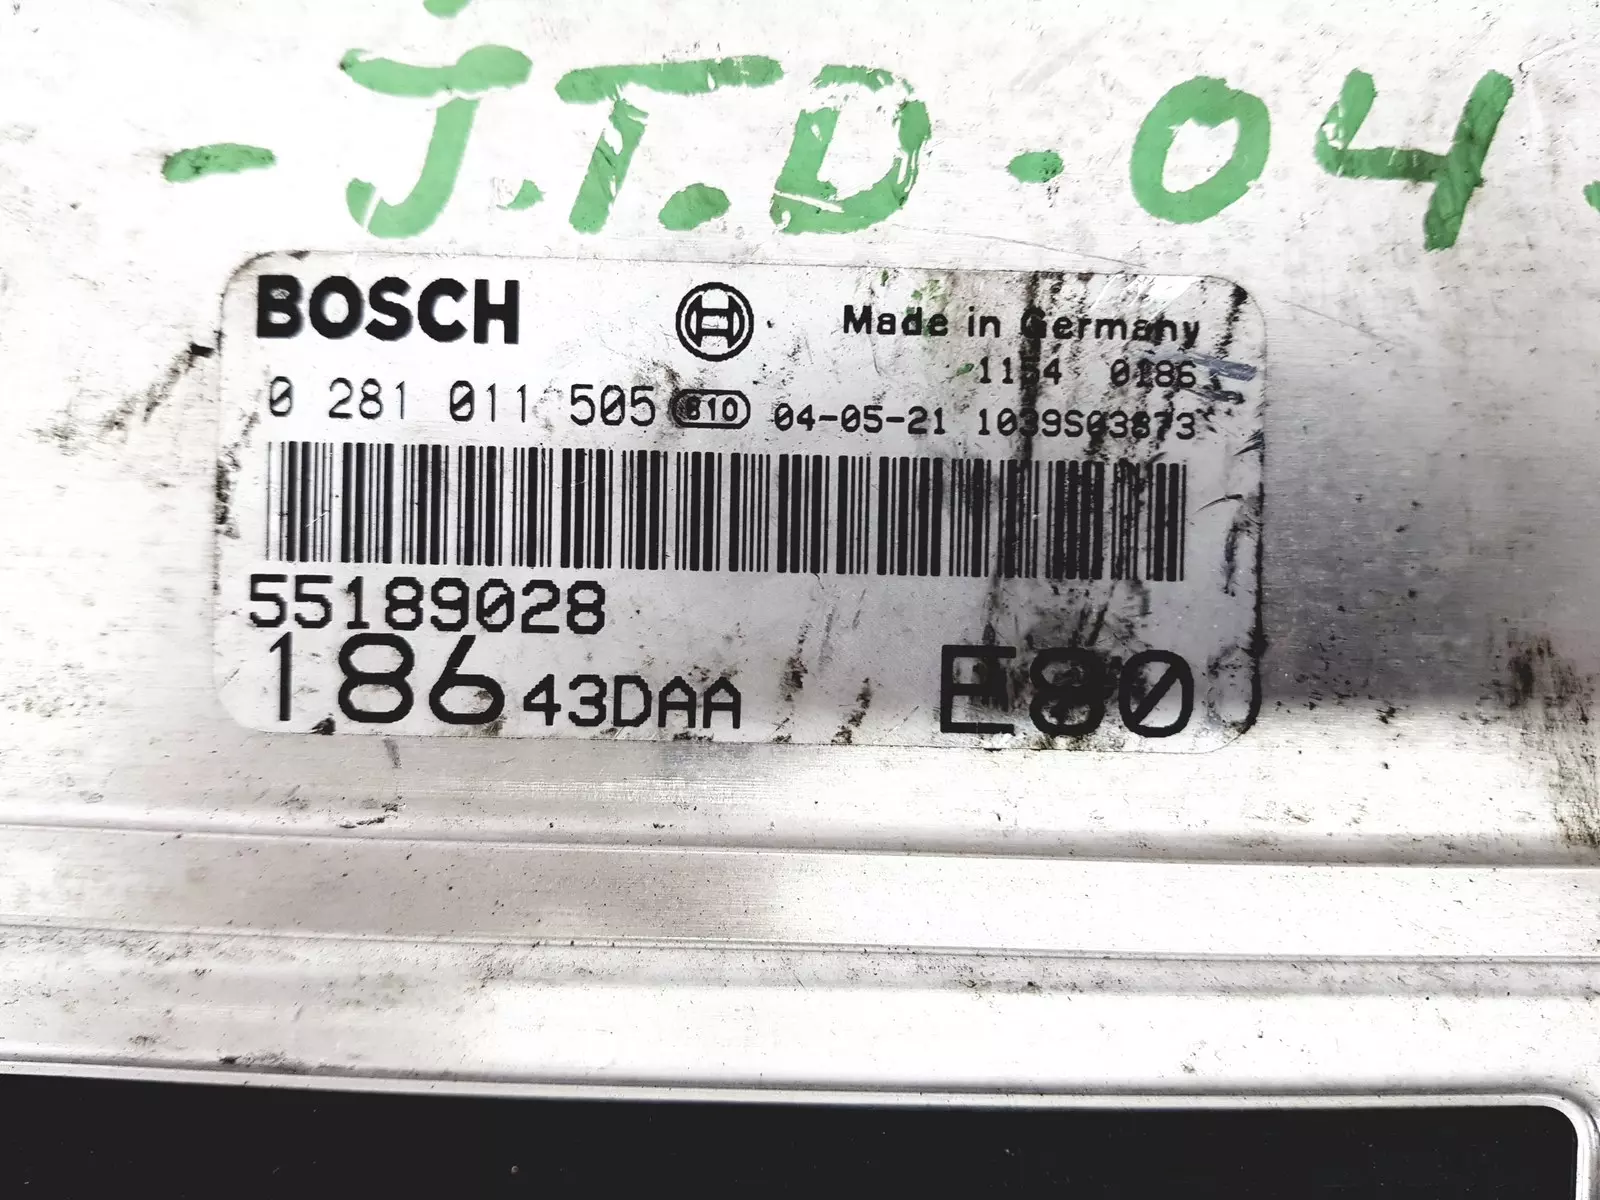 - J.T.D - 04
BOSCH
Made in Germany
1154 0186
0 281 011 505 610 04-05-21 1039S03873
55189028
186 43DAA E80